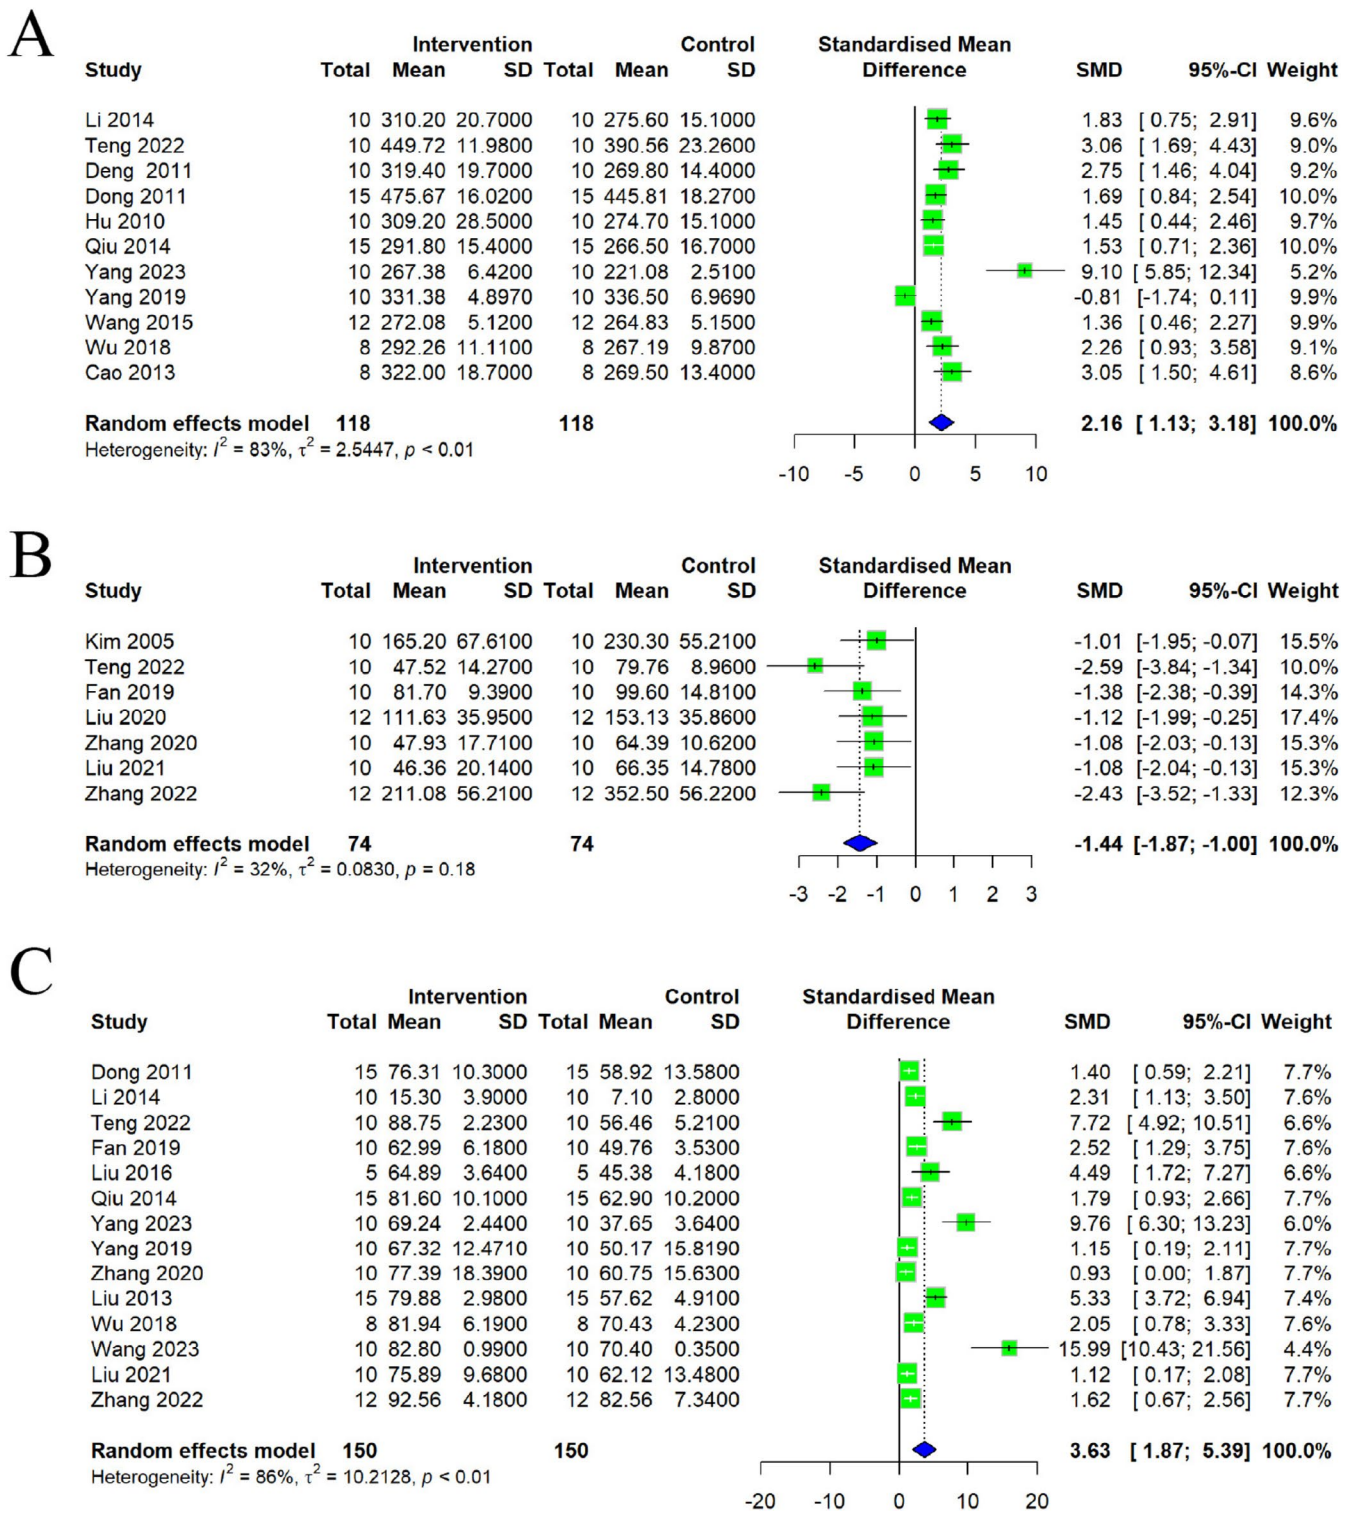 A
Intervention Control Standardised Mean
Study Total Mean SD Total Mean SD Difference SMD 95%-CI Weight
Li 2014 10 310.20 20.7000 10 275.60 15.1000 1.83 [ 0.75; 2.91] 9.6%
Teng 2022 10 449.72 11.9800 10 390.56 23.2600 3.06 [ 1.69; 4.43] 9.0%
Deng 2011 10 319.40 19.7000 10 269.80 14.4000 2.75 [ 1.46; 4.04] 9.2%
Dong 2011 15 475.67 16.0200 15 445.81 18.2700 1.69 [ 0.84; 2.54] 10.0%
Hu 2010 10 309.20 28.5000 10 274.70 15.1000 1.45 [ 0.44; 2.46] 9.7%
Qiu 2014 15 291.80 15.4000 15 266.50 16.7000 1.53 [ 0.71; 2.36] 10.0%
Yang 2023 10 267.38 6.4200 10 221.08 2.5100 9.10 [ 5.85; 12.34] 5.2%
Yang 2019 10 331.38 4.8970 10 336.50 6.9690 -0.81 [-1.74; 0.11] 9.9%
Wang 2015 12 272.08 5.1200 12 264.83 5.1500 1.36 [ 0.46; 2.27] 9.9%
Wu 2018 8 292.26 11.1100 8 267.19 9.8700 2.26 [ 0.93; 3.58] 9.1%
Cao 2013 8 322.00 18.7000 8 269.50 13.4000 3.05 [ 1.50; 4.61] 8.6%
Random effects model 118 118 2.16 [ 1.13; 3.18] 100.0%
Heterogeneity: I² = 83%, τ² = 2.5447, p < 0.01
-10 -5 0 5 10
B
Intervention Control Standardised Mean
Study Total Mean SD Total Mean SD Difference SMD 95%-CI Weight
Kim 2005 10 165.20 67.6100 10 230.30 55.2100 -1.01 [-1.95; -0.07] 15.5%
Teng 2022 10 47.52 14.2700 10 79.76 8.9600 -2.59 [-3.84; -1.34] 10.0%
Fan 2019 10 81.70 9.3900 10 99.60 14.8100 -1.38 [-2.38; -0.39] 14.3%
Liu 2020 12 111.63 35.9500 12 153.13 35.8600 -1.12 [-1.99; -0.25] 17.4%
Zhang 2020 10 47.93 17.7100 10 64.39 10.6200 -1.08 [-2.03; -0.13] 15.3%
Liu 2021 10 46.36 20.1400 10 66.35 14.7800 -1.08 [-2.04; -0.13] 15.3%
Zhang 2022 12 211.08 56.2100 12 352.50 56.2200 -2.43 [-3.52; -1.33] 12.3%
Random effects model 74 74 -1.44 [-1.87; -1.00] 100.0%
Heterogeneity: I² = 32%, τ² = 0.0830, p = 0.18
-3 -2 -1 0 1 2 3
C
Intervention Control Standardised Mean
Study Total Mean SD Total Mean SD Difference SMD 95%-CI Weight
Dong 2011 15 76.31 10.3000 15 58.92 13.5800 1.40 [ 0.59; 2.21] 7.7%
Li 2014 10 15.30 3.9000 10 7.10 2.8000 2.31 [ 1.13; 3.50] 7.6%
Teng 2022 10 88.75 2.2300 10 56.46 5.2100 7.72 [ 4.92; 10.51] 6.6%
Fan 2019 10 62.99 6.1800 10 49.76 3.5300 2.52 [ 1.29; 3.75] 7.6%
Liu 2016 5 64.89 3.6400 5 45.38 4.1800 4.49 [ 1.72; 7.27] 6.6%
Qiu 2014 15 81.60 10.1000 15 62.90 10.2000 1.79 [ 0.93; 2.66] 7.7%
Yang 2023 10 69.24 2.4400 10 37.65 3.6400 9.76 [ 6.30; 13.23] 6.0%
Yang 2019 10 67.32 12.4710 10 50.17 15.8190 1.15 [ 0.19; 2.11] 7.7%
Zhang 2020 10 77.39 18.3900 10 60.75 15.6300 0.93 [ 0.00; 1.87] 7.7%
Liu 2013 15 79.88 2.9800 15 57.62 4.9100 5.33 [ 3.72; 6.94] 7.4%
Wu 2018 8 81.94 6.1900 8 70.43 4.2300 2.05 [ 0.78; 3.33] 7.6%
Wang 2023 10 82.80 0.9900 10 70.40 0.3500 15.99 [10.43; 21.56] 4.4%
Liu 2021 10 75.89 9.6800 10 62.12 13.4800 1.12 [ 0.17; 2.08] 7.7%
Zhang 2022 12 92.56 4.1800 12 82.56 7.3400 1.62 [ 0.67; 2.56] 7.7%
Random effects model 150 150 3.63 [ 1.87; 5.39] 100.0%
Heterogeneity: I² = 86%, τ² = 10.2128, p < 0.01
-20 -10 0 10 20